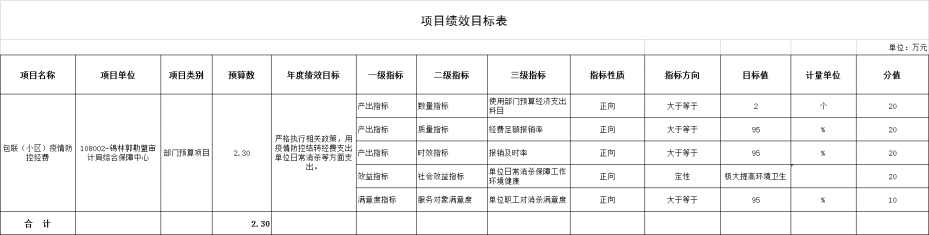 项目绩效目标表
单位：万元
项目名称 项目单位 项目类别 预算数 年度绩效目标 一级指标 二级指标 三级指标 指标性质 指标方向 目标值 计量单位 分值
包联（小区）疫情防控经费 108002-锡林郭勒盟审计局综合保障中心 部门预算项目 2.30 严格执行相关政策，用疫情防控结转经费支出单位日常消杀等方面支出。
产出指标 数量指标 使用部门预算经济支出科目 正向 大于等于 2 个 20
产出指标 质量指标 经费足额报销率 正向 大于等于 95 % 20
产出指标 时效指标 报销及时率 正向 大于等于 95 % 20
效益指标 社会效益指标 单位日常消杀保障工作环境健康 正向 定性 极大提高环境卫生 20
满意度指标 服务对象满意度 单位职工对消杀满意度 正向 大于等于 95 % 10
合 计 2.30